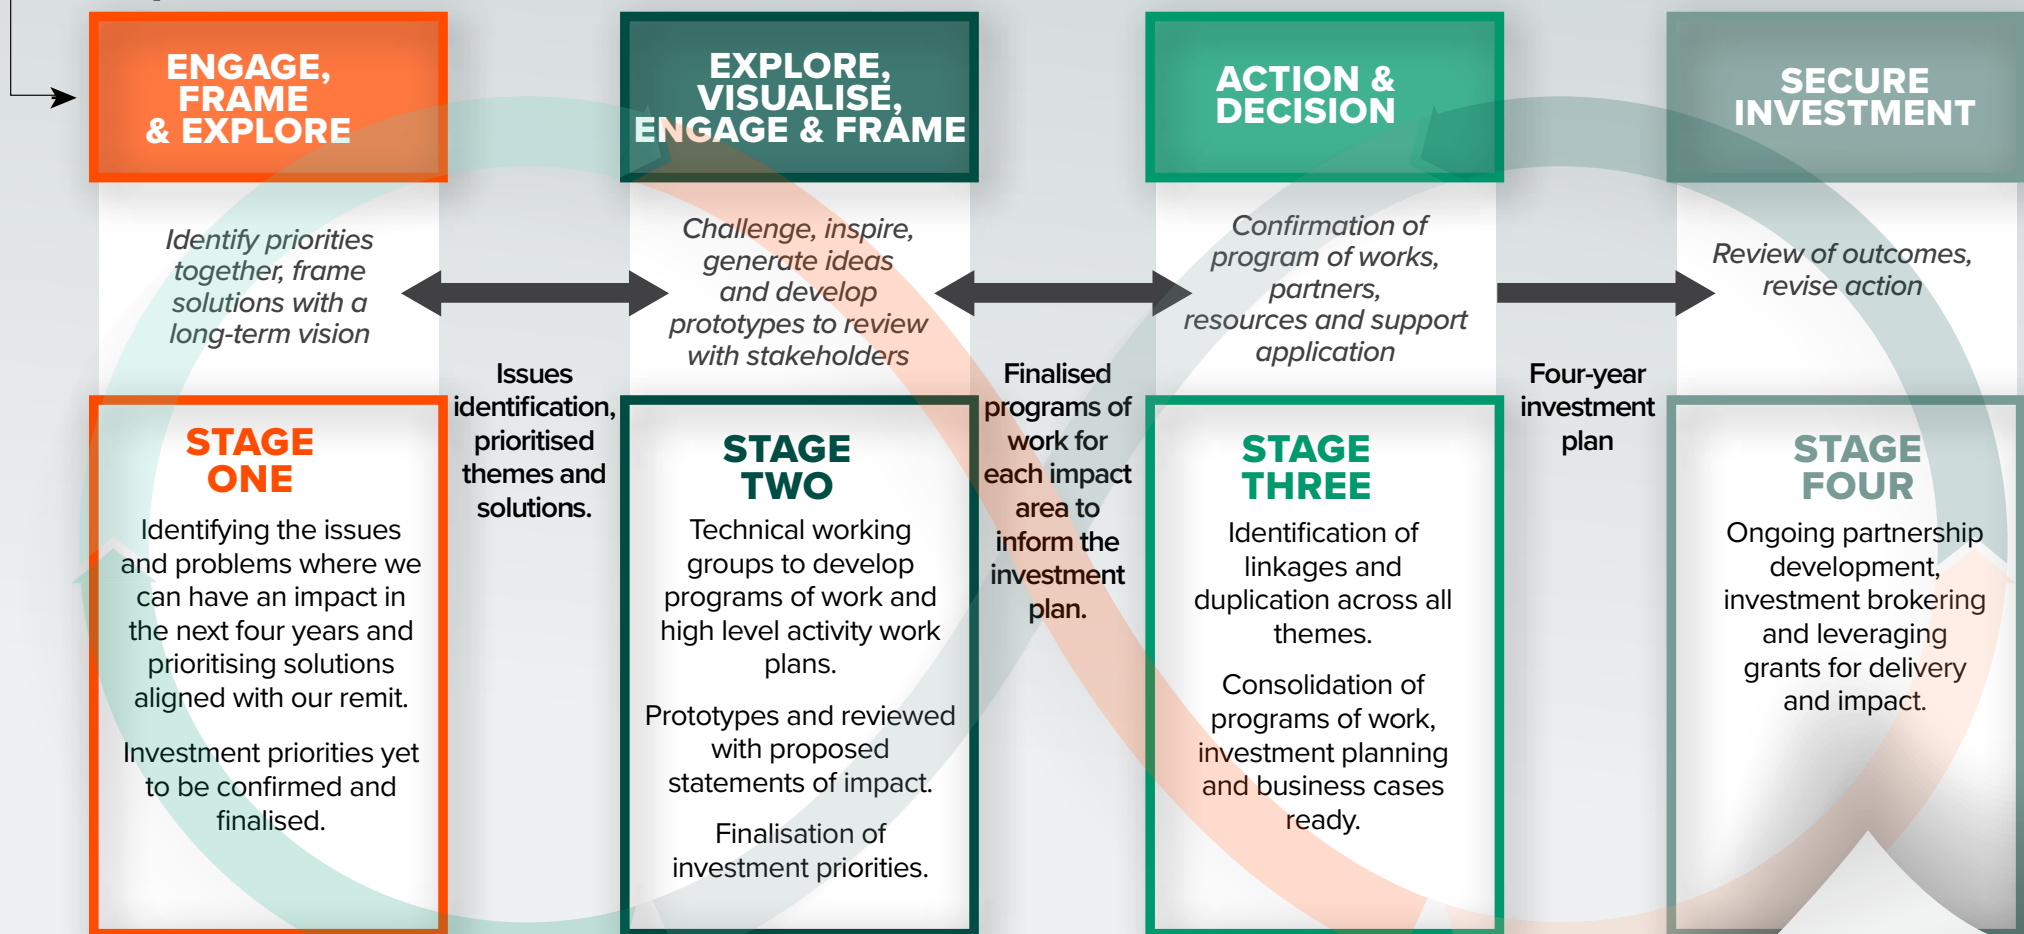 ENGAGE,
FRAME
& EXPLORE
Identify priorities
together, frame
solutions with a
long-term vision
STAGE
ONE
Identifying the issues
and problems where we
can have an impact in
the next four years and
prioritising solutions
aligned with our remit.
Investment priorities yet
to be confirmed and
finalised.
Issues
identification,
prioritised
themes and
solutions.
EXPLORE,
VISUALISE,
ENGAGE & FRAME
Challenge, inspire,
generate ideas
and develop
prototypes to review
with stakeholders
STAGE
TWO
Technical working
groups to develop
programs of work and
high level activity work
plans.
Prototypes and reviewed
with proposed
statements of impact.
Finalisation of
investment priorities.
Finalised
programs of
work for
each impact
area to
inform the
investment
plan.
ACTION &
DECISION
Confirmation of
program of works,
partners,
resources and support
application
STAGE
THREE
Identification of
linkages and
duplication across all
themes.
Consolidation of
programs of work,
investment planning
and business cases
ready.
Four-year
investment
plan
SECURE
INVESTMENT
Review of outcomes,
revise action
STAGE
FOUR
Ongoing partnership
development,
investment brokering
and leveraging
grants for delivery
and impact.